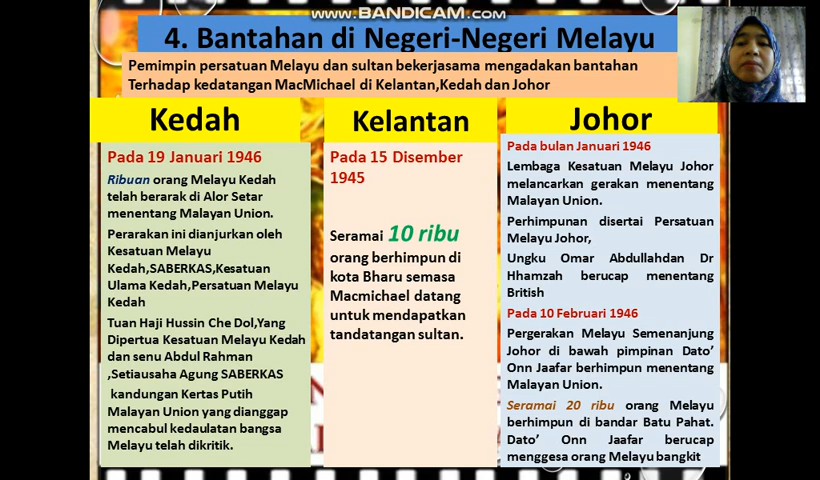 WWW.BANDICAM.COM
4. Bantahan di Negeri-Negeri Melayu
Pemimpin persatuan Melayu dan sultan bekerjasama mengadakan bantahan
Terhadap kedatangan MacMichael di Kelantan,Kedah dan Johor
Kedah
Pada 19 Januari 1946
Ribuan orang Melayu Kedah
telah berarak di Alor Setar
menentang Malayan Union.
Perarakan ini dianjurkan oleh
Kesatuan Melayu
Kedah,SABERKAS,Kesatuan
Ulama Kedah,Persatuan Melayu
Kedah
Tuan Haji Hussin Che Dol,Yang
Dipertua Kesatuan Melayu Kedah
dan senu Abdul Rahman
,Setiausaha Agung SABERKAS
kandungan Kertas Putih
Malayan Union yang dianggap
mencabul kedaulatan bangsa
Melayu telah dikritik.
Kelantan
Pada 15 Disember
1945
Seramai 10 ribu
orang berhimpun di
kota Bharu semasa
Macmichael datang
untuk mendapatkan
tandatangan sultan.
Johor
Pada bulan Januari 1946
Lembaga Kesatuan Melayu Johor
melancarkan gerakan menentang
Malayan Union.
Perhimpunan disertai Persatuan
Melayu Johor,
Ungku Omar Abdullahdan Dr
Hhamzah berucap menentang
British
Pada 10 Februari 1946
Pergerakan Melayu Semenanjung
Johor di bawah pimpinan Dato'
Onn Jaafar berhimpun menentang
Malayan Union.
Seramai 20 ribu orang Melayu
berhimpun di bandar Batu Pahat.
Dato' Onn Jaafar berucap
menggesa orang Melayu bangkit